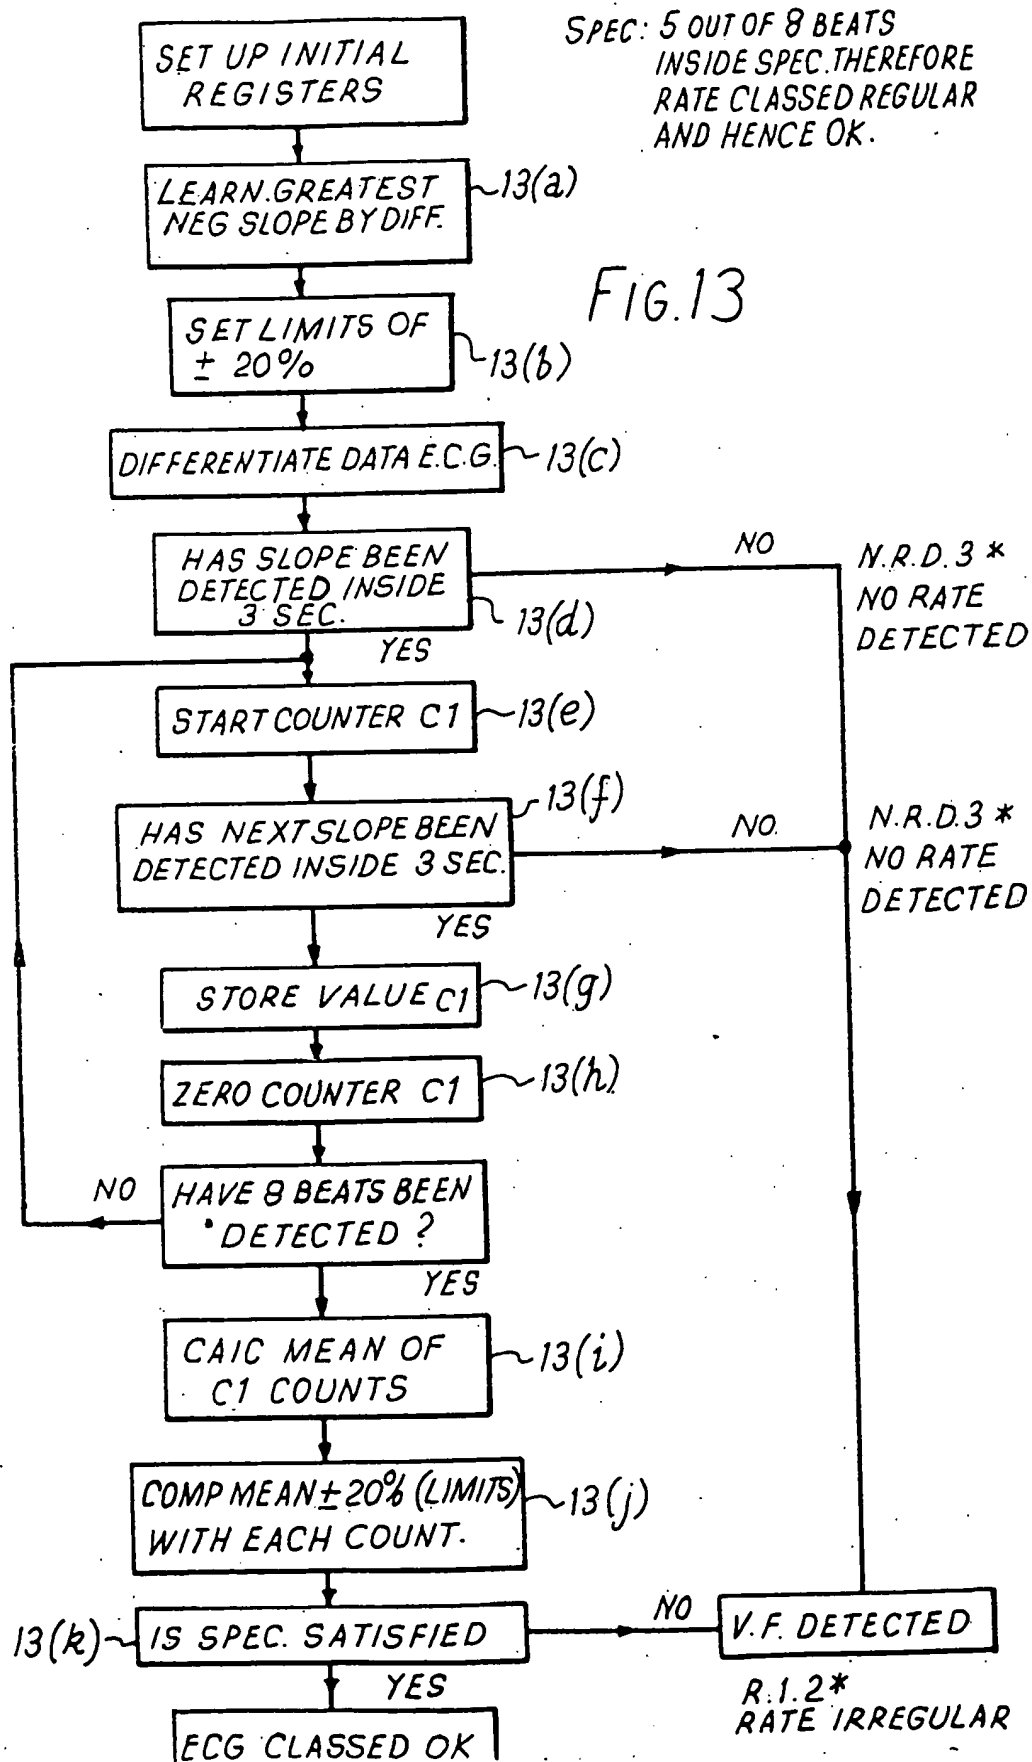 SPEC: 5 OUT OF 8 BEATS
INSIDE SPEC. THEREFORE
RATE CLASSED REGULAR
AND HENCE OK.
SET UP INITIAL
REGISTERS
LEARN. GREATEST
NEG SLOPE BY DIFF.
13(a)
FIG. 13
SET LIMITS OF
± 20%
13(b)
DIFFERENTIATE DATA E.C.G.
13(c)
HAS SLOPE BEEN
DETECTED INSIDE
3 SEC.
13(d)
NO
N.R.D.3 *
NO RATE
DETECTED
YES
START COUNTER C1
13(e)
HAS NEXT SLOPE BEEN
DETECTED INSIDE 3 SEC.
13(f)
NO.
N.R.D.3 *
NO RATE
DETECTED
YES
STORE VALUE C1
13(g)
ZERO COUNTER C1
13(h)
HAVE 8 BEATS BEEN
DETECTED ?
NO
YES
CAIC MEAN OF
C1 COUNTS
13(i)
COMP MEAN ± 20% (LIMITS)
WITH EACH COUNT.
13(j)
13(k)
IS SPEC. SATISFIED
NO
V.F. DETECTED
R.1.2*
RATE IRREGULAR
YES
ECG CLASSED OK